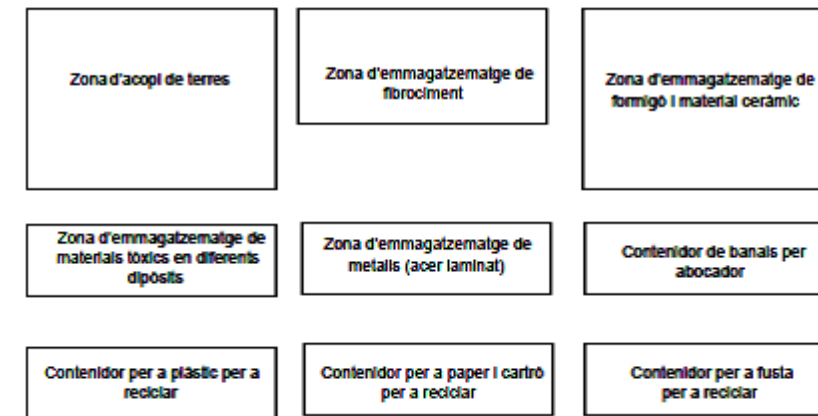 Zona d'acopi de terres
Zona d'emmagatzematge de
fibrociment
Zona d'emmagatzematge de
formigó i material ceràmic
Zona d'emmagatzematge de
materials tòxics en diferents
dipòsits
Zona d'emmagatzematge de
metalls (acer laminat)
Contenidor de banals per
abocador
Contenidor per a plàstic per a
reciclar
Contenidor per a paper i cartró
per a reciclar
Contenidor per a fusta
per a reciclar